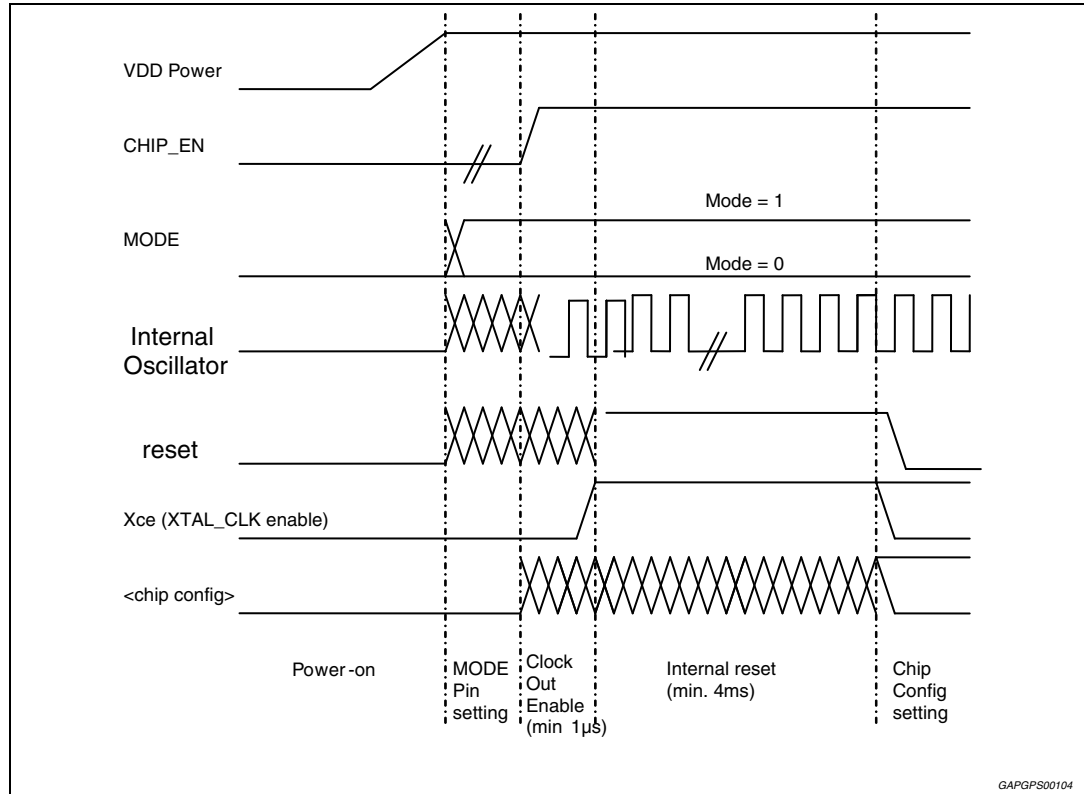 VDD Power
CHIP_EN
Mode = 1
MODE
Mode = 0
Internal
Oscillator
reset
Xce (XTAL_CLK enable)
<chip config>
Power-on
MODE
Pin
setting
Clock
Out
Enable
(min 1µs)
Internal reset
(min. 4ms)
Chip
Config
setting
GAPGPS00104